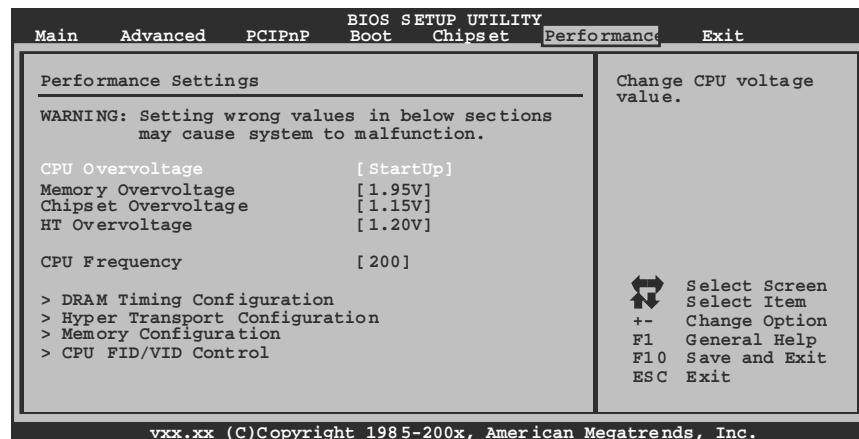 BIOS SETUP UTILITY
Main Advanced PCIPnP Boot Chipset Performance Exit
Performance Settings
WARNING: Setting wrong values in below sections
may cause system to malfunction.
CPU Overvoltage [StartUp]
Memory Overvoltage [1.95V]
Chipset Overvoltage [1.15V]
HT Overvoltage [1.20V]
CPU Frequency [200]
> DRAM Timing Configuration
> Hyper Transport Configuration
> Memory Configuration
> CPU FID/VID Control
Change CPU voltage
value.
Select Screen
Select Item
+- Change Option
F1 General Help
F10 Save and Exit
ESC Exit
vxx.xx (C)Copyright 1985-200x, American Megatrends, Inc.